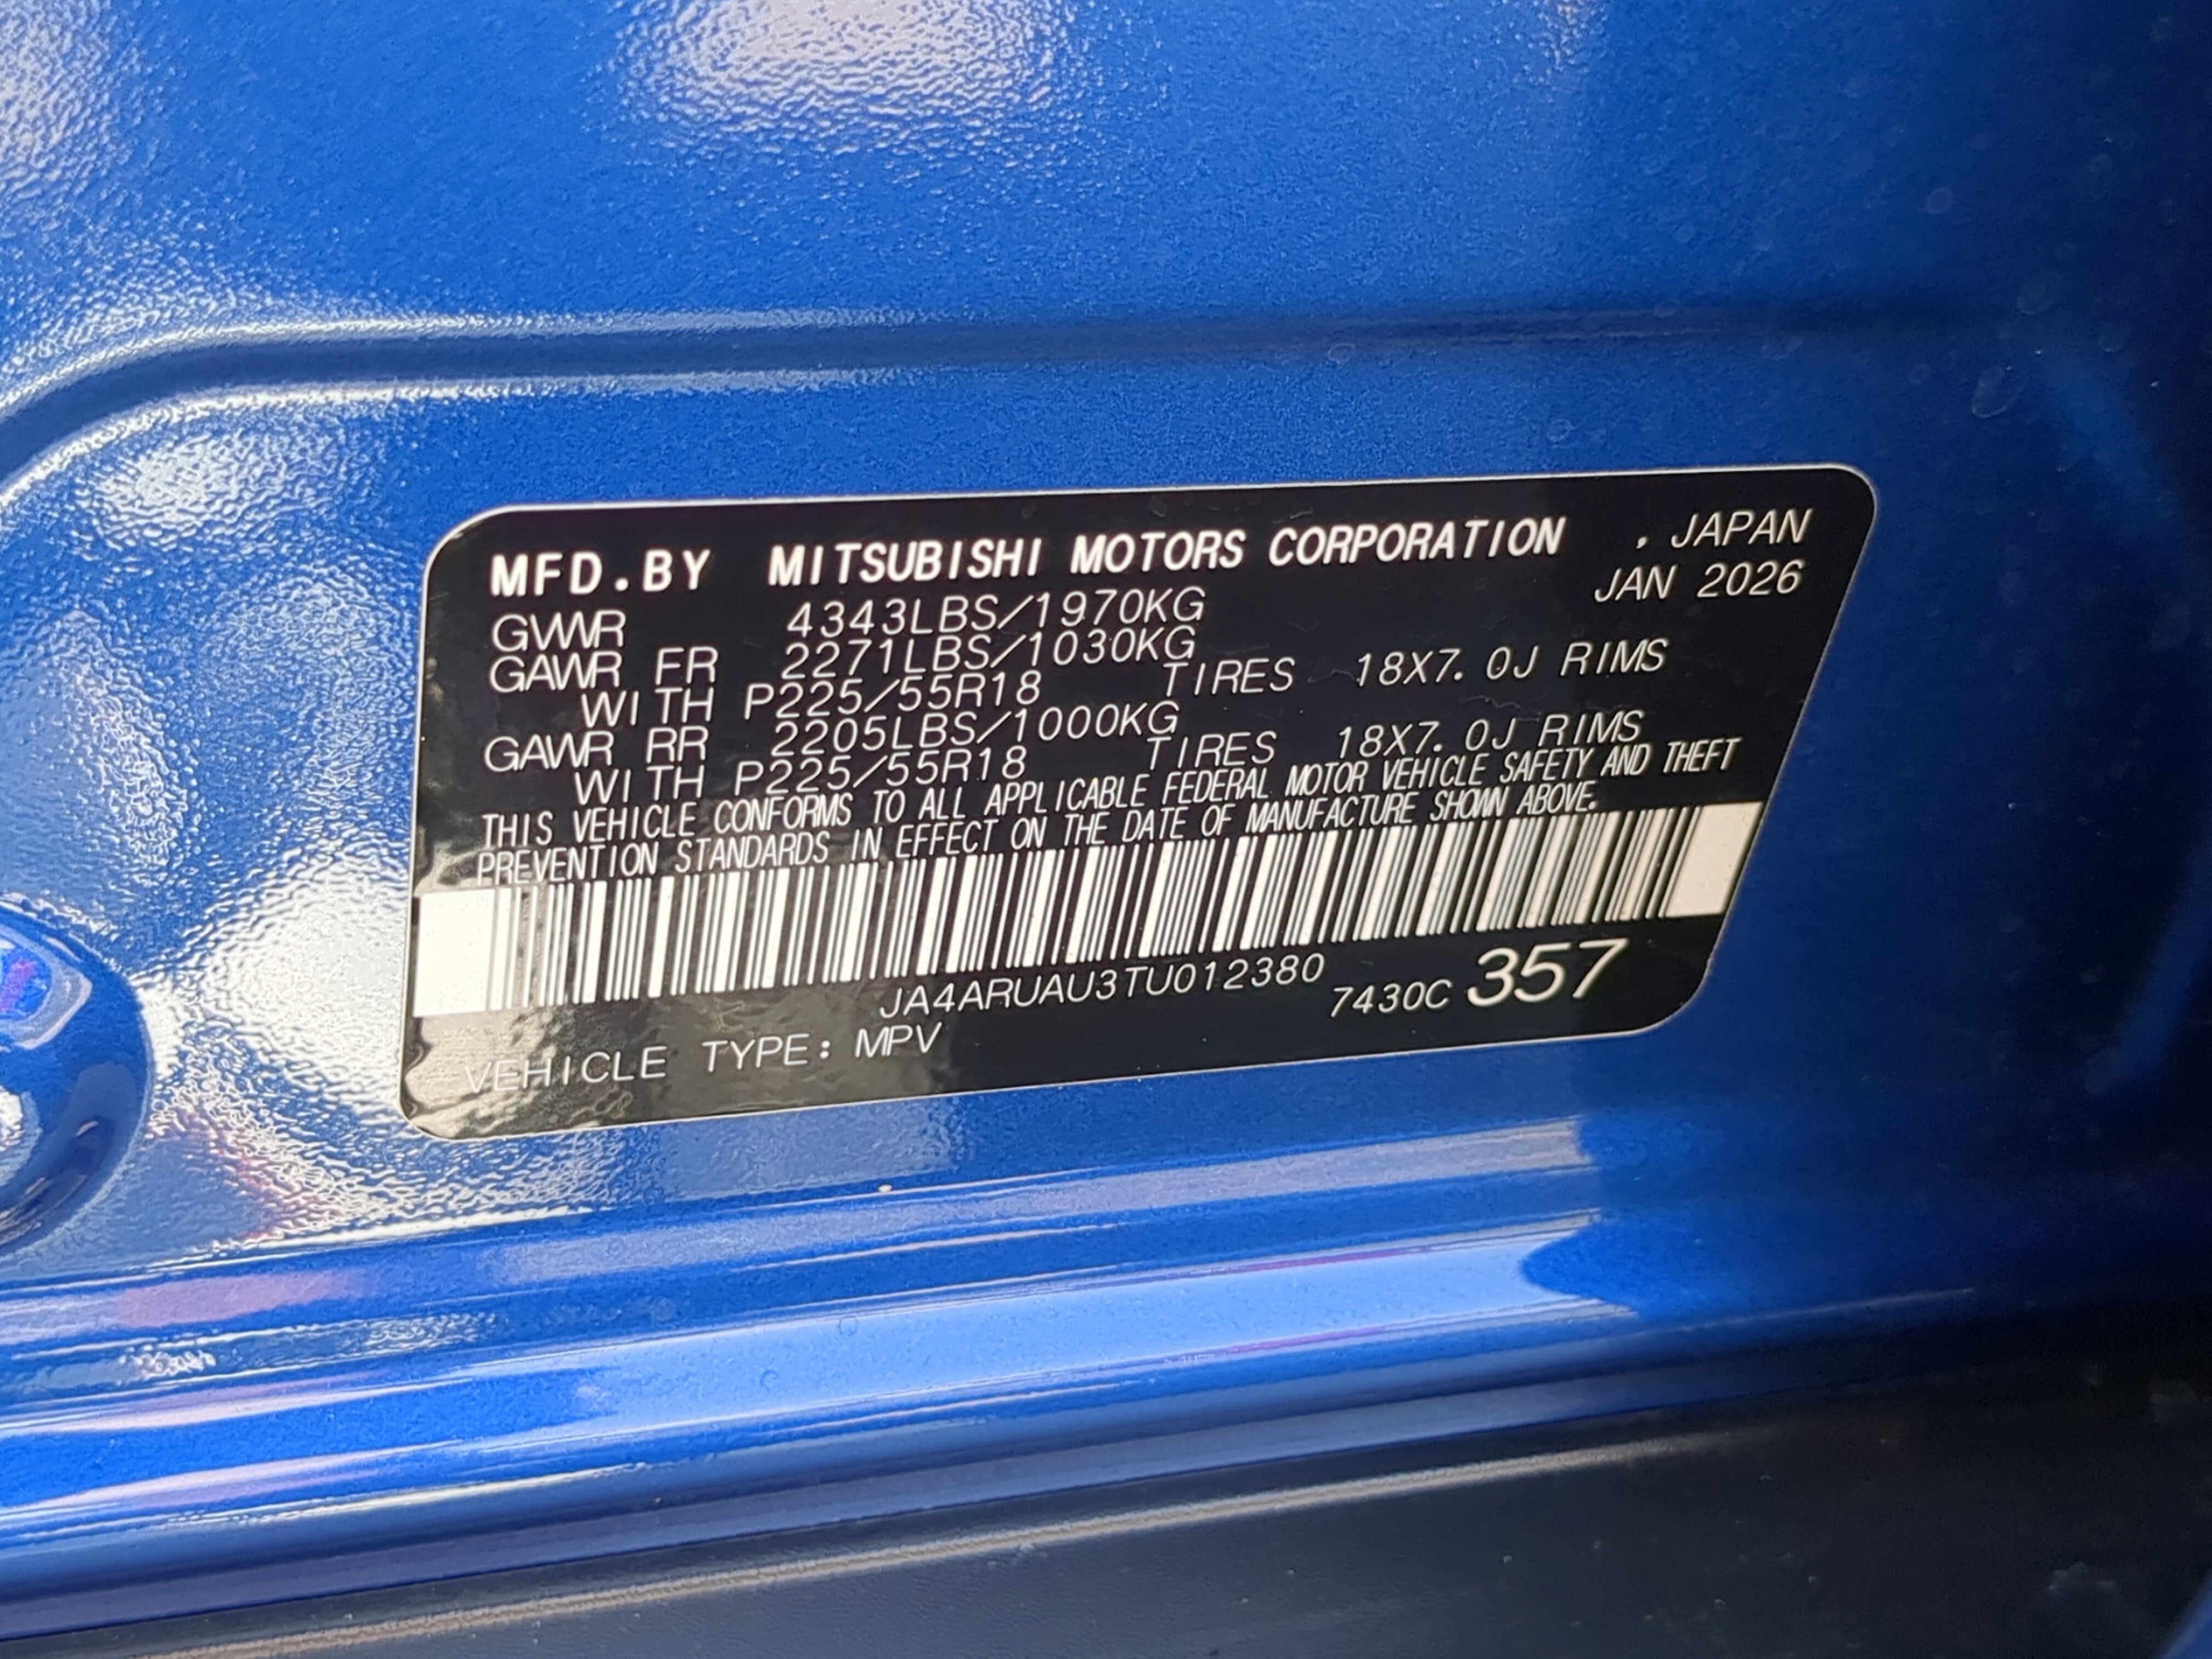 MFD.BY MITSUBISHI MOTORS CORPORATION , JAPAN
JAN 2026
GVWR 4343LBS/1970KG
GAWR FR 2271LBS/1030KG
WITH P225/55R18 TIRES 18X7.0J RIMS
GAWR RR 2205LBS/1000KG
WITH P225/55R18 TIRES 18X7.0J RIMS
THIS VEHICLE CONFORMS TO ALL APPLICABLE FEDERAL MOTOR VEHICLE SAFETY AND THEFT
PREVENTION STANDARDS IN EFFECT ON THE DATE OF MANUFACTURE SHOWN ABOVE.
JA4ARUAU3TU012380 7430C 357
VEHICLE TYPE: MPV